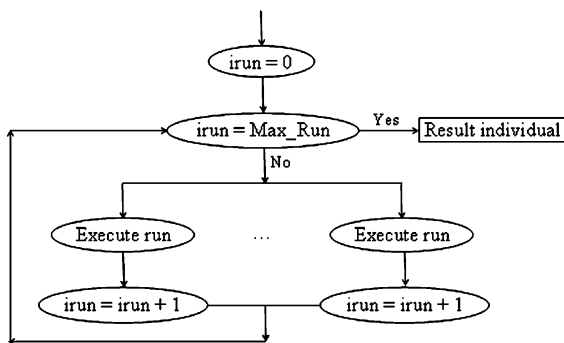 irun = 0
irun = Max_Run
Yes
Result individual
No
Execute run
...
Execute run
irun = irun + 1
irun = irun + 1